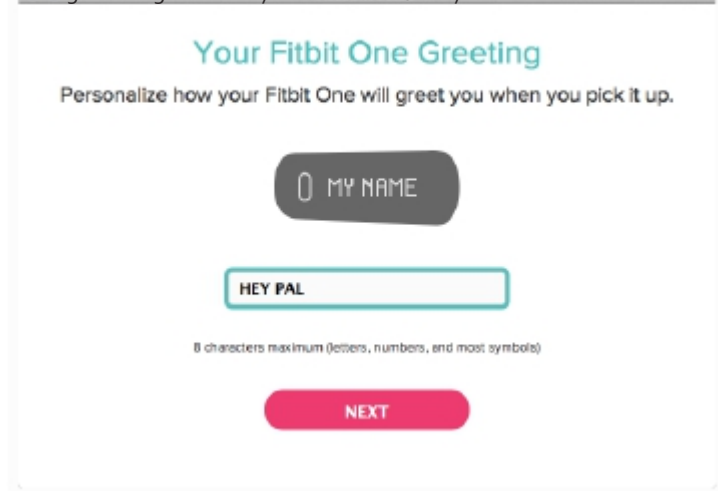 Your Fitbit One Greeting
Personalize how your Fitbit One will greet you when you pick it up.
MY NAME
HEY PAL
8 characters maximum (letters, numbers, and most symbols)
NEXT